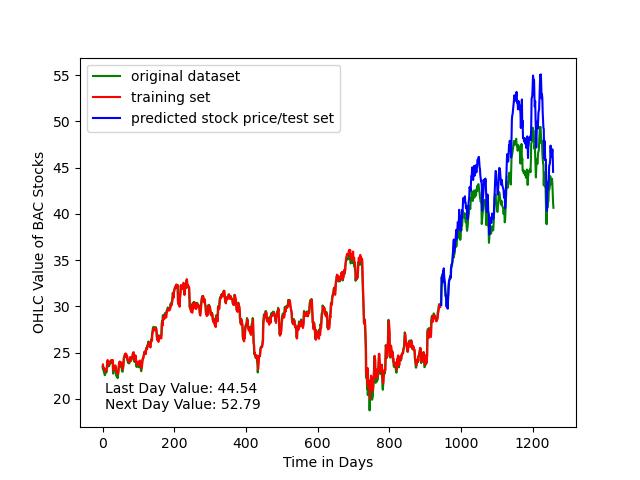 original dataset
training set
predicted stock price/test set
55
50
45
40
35
30
25
20
OHLC Value of BAC Stocks
Last Day Value: 44.54
Next Day Value: 52.79
0 200 400 600 800 1000 1200
Time in Days